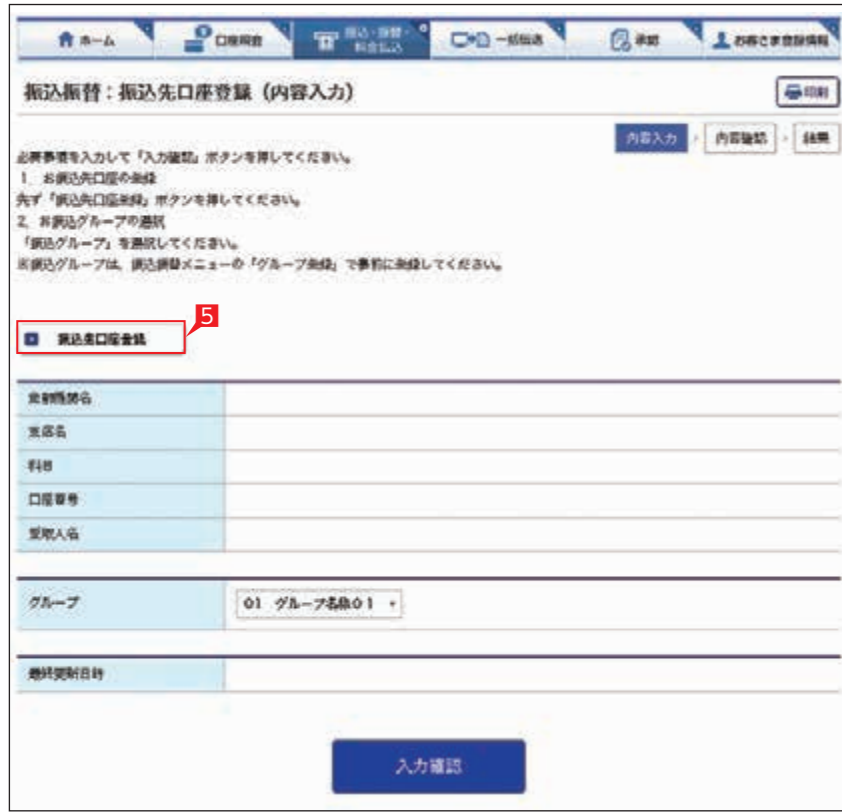 ホーム
口座照会
振込・振替・
料金払込
一括伝送
承認
お客さま登録情報
振込振替：振込先口座登録（内容入力）
印刷
内容入力
内容確認
結果
必要事項を入力して「入力確認」ボタンを押してください。
1．お振込先口座の登録
先ず「振込先口座登録」ボタンを押してください。
2．お振込グループの選択
「振込グループ」を選択してください。
※振込グループは、振込振替メニューの「グループ登録」で事前に登録してください。
5
振込先口座登録
金融機関名
支店名
科目
口座番号
受取人名
グループ
01 グループ名称01
最終更新日時
入力確認